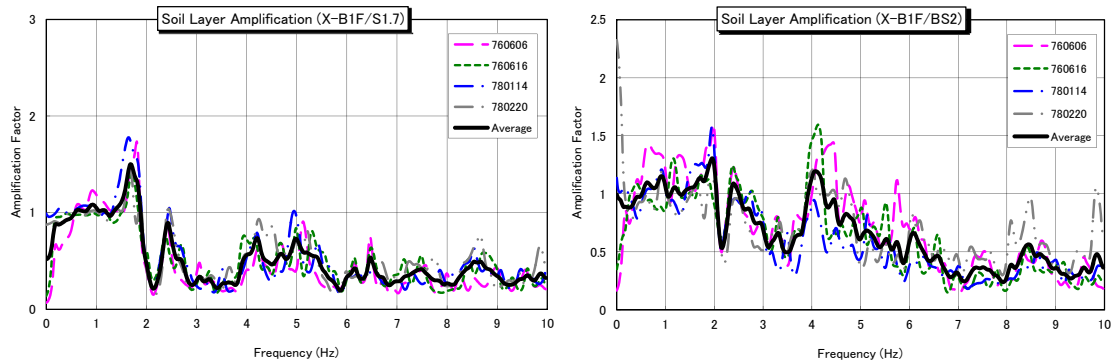 Soil Layer Amplification (X-B1F/S1.7)
3
2
1
0
Amplification Factor
760606
760616
780114
780220
Average
0 1 2 3 4 5 6 7 8 9 10
Frequency (Hz)
Soil Layer Amplification (X-B1F/BS2)
2.5
2
1.5
1
0.5
0
Amplification Factor
760606
760616
780114
780220
Average
0 1 2 3 4 5 6 7 8 9 10
Frequency (Hz)